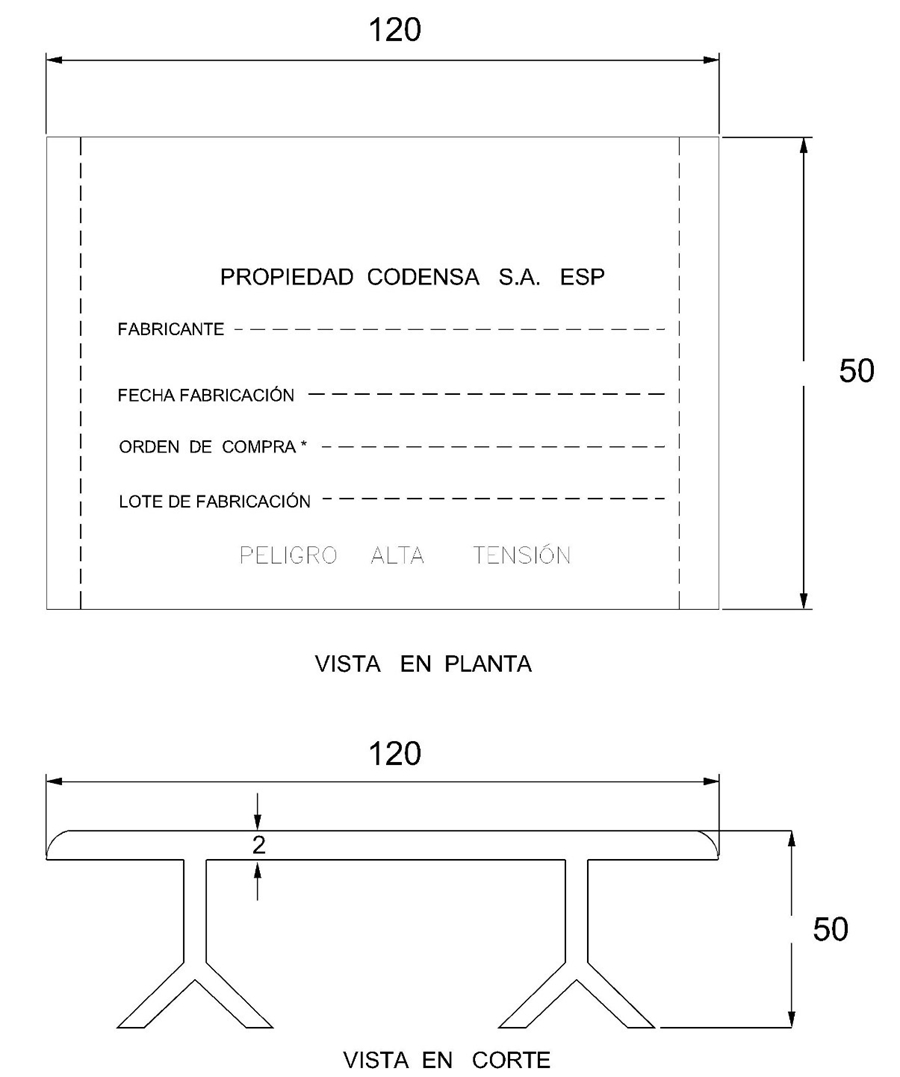 120
PROPIEDAD CODENSA S.A. ESP
FABRICANTE
50
FECHA FABRICACIÓN
ORDEN DE COMPRA *
LOTE DE FABRICACIÓN
PELIGRO ALTA TENSIÓN
VISTA EN PLANTA
120
2
50
VISTA EN CORTE